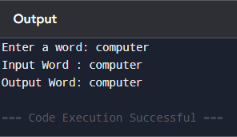 Output
Enter a word: computer
Input Word : computer
Output Word: computer
=== Code Execution Successful ===